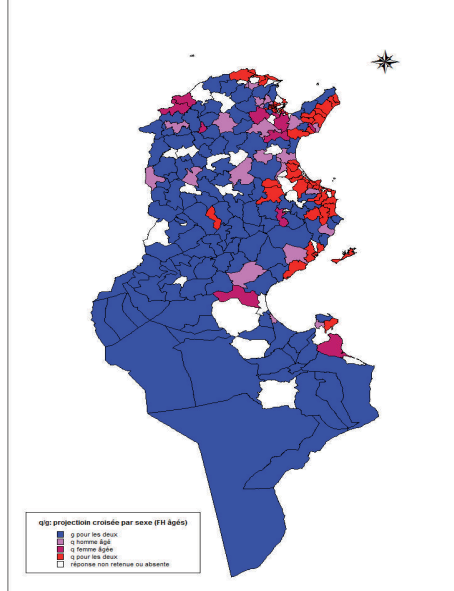 q/g: projectioin croisée par sexe (FH âgés)
g pour les deux
q homme âgé
q femme âgée
q pour les deux
réponse non retenue ou absente